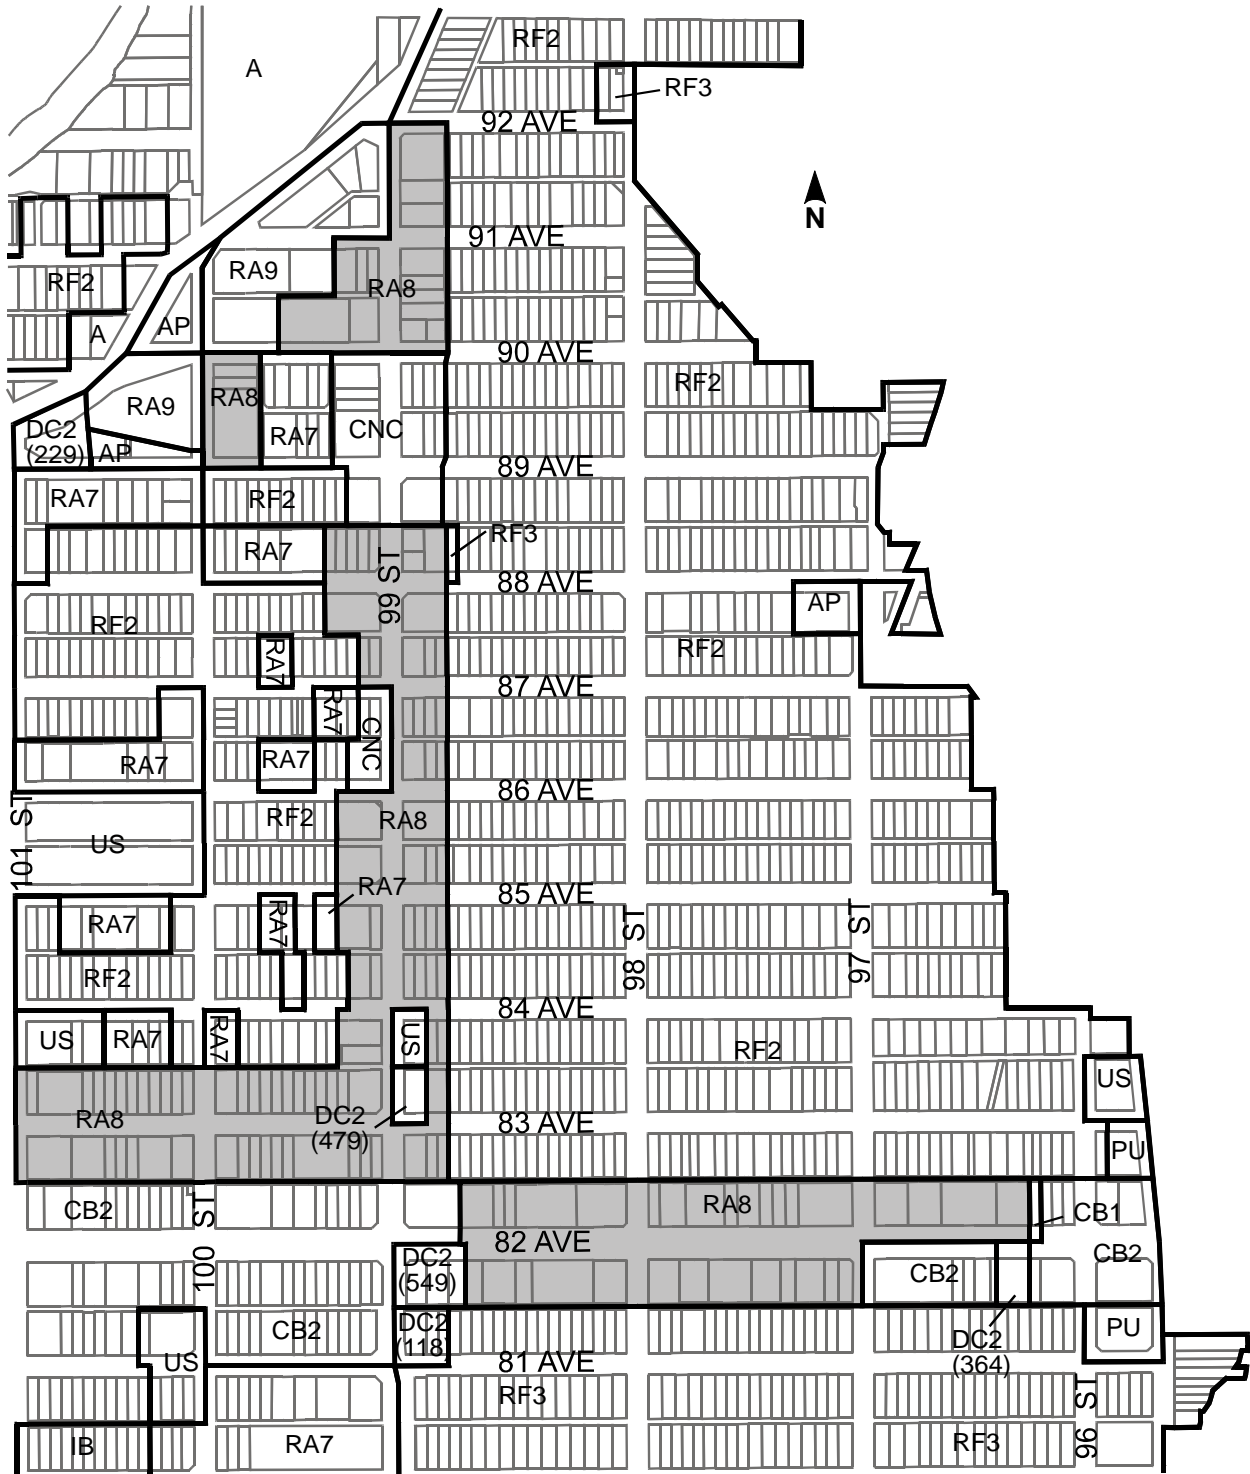 RF2
A
RF3
92 AVE
N
91 AVE
RA9
RF2
RA8
AP
A
90 AVE
RF2
RA8
RA9
DC2
(229)
AP
RA7
CNC
89 AVE
RA7
RF2
RF3
RA7
99 ST
88 AVE
AP
RF2
RA7
RF2
87 AVE
RA7
CNC
RA7
RA7
86 AVE
101 ST
RF2
RA8
US
RA7
85 AVE
RA7
RA7
98 ST
97 ST
RF2
84 AVE
US
RA7
RA7
US
RF2
US
RA8
DC2
(479)
83 AVE
PU
CB2
100 ST
RA8
CB1
82 AVE
CB2
DC2
(549)
CB2
CB2
DC2
(118)
PU
DC2
(364)
US
81 AVE
RF3
96 ST
IB
RA7
RF3